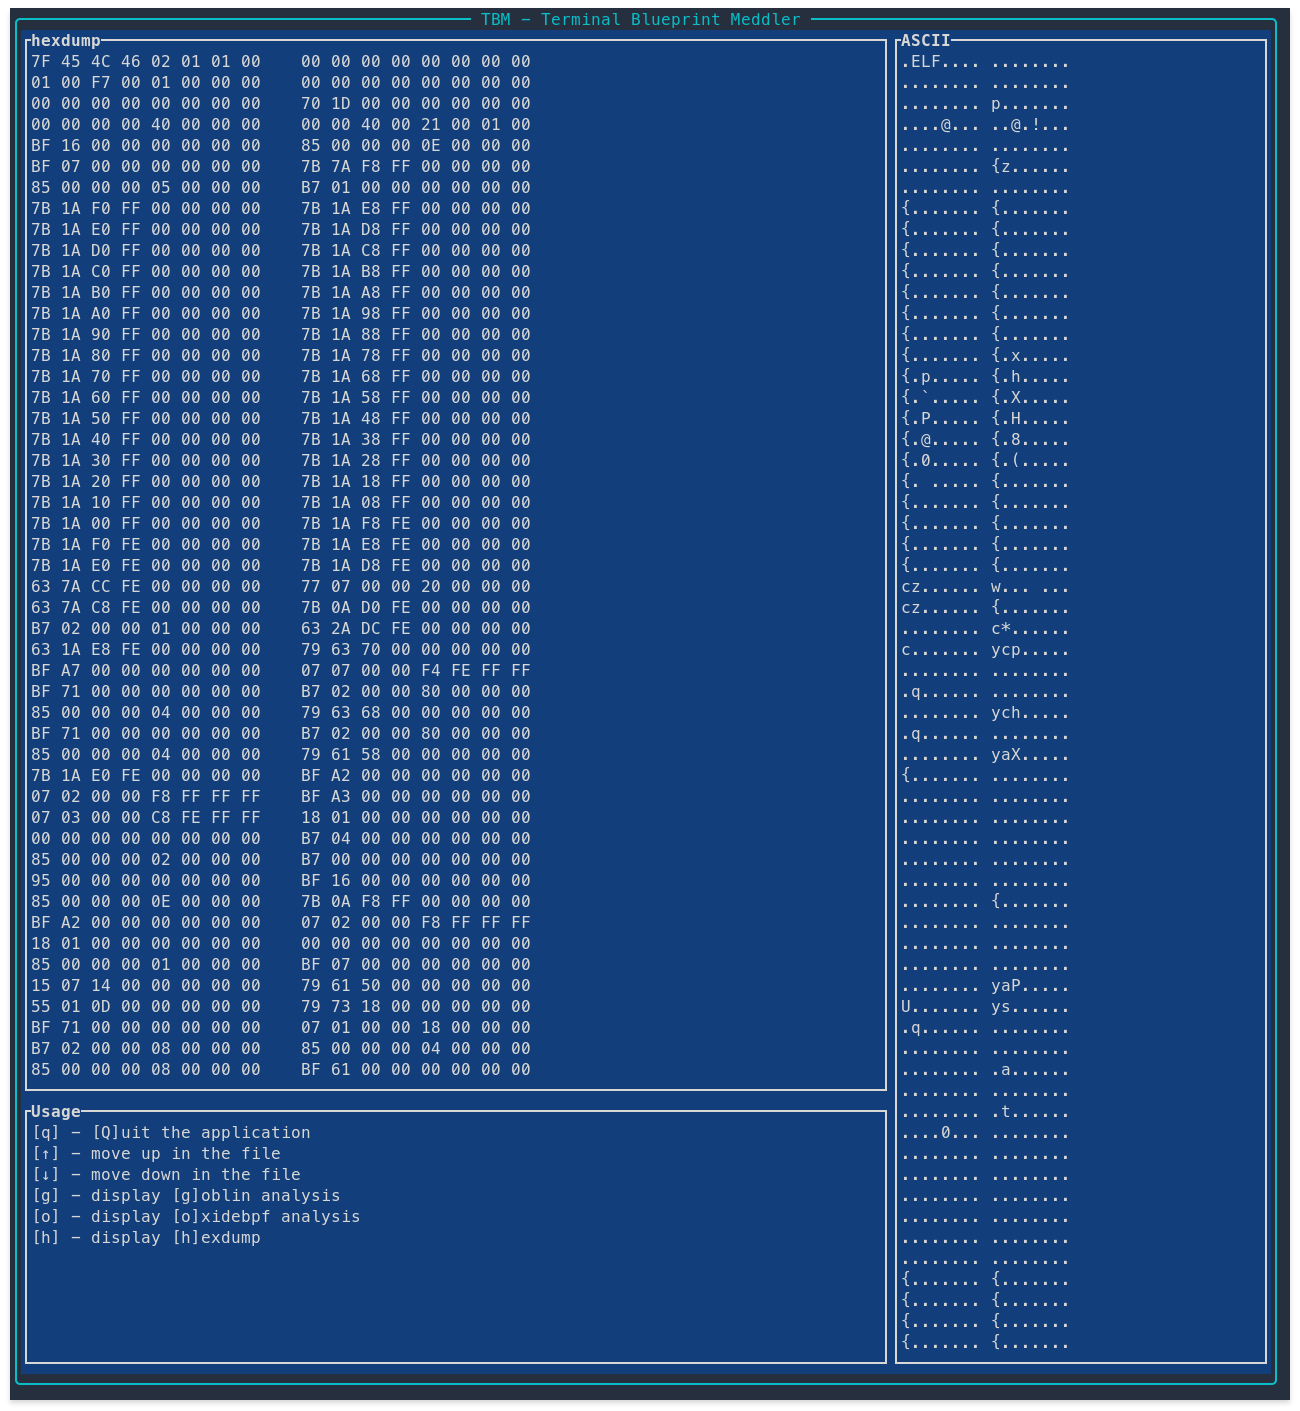 TBM – Terminal Blueprint Meddler
hexdump
7F 45 4C 46 02 01 01 00    00 00 00 00 00 00 00 00
01 00 F7 00 01 00 00 00    00 00 00 00 00 00 00 00
00 00 00 00 00 00 00 00    70 1D 00 00 00 00 00 00
00 00 00 00 40 00 00 00    00 00 40 00 21 00 01 00
BF 16 00 00 00 00 00 00    85 00 00 00 0E 00 00 00
BF 07 00 00 00 00 00 00    7B 7A F8 FF 00 00 00 00
85 00 00 00 05 00 00 00    B7 01 00 00 00 00 00 00
7B 1A F0 FF 00 00 00 00    7B 1A E8 FF 00 00 00 00
7B 1A E0 FF 00 00 00 00    7B 1A D8 FF 00 00 00 00
7B 1A D0 FF 00 00 00 00    7B 1A C8 FF 00 00 00 00
7B 1A C0 FF 00 00 00 00    7B 1A B8 FF 00 00 00 00
7B 1A B0 FF 00 00 00 00    7B 1A A8 FF 00 00 00 00
7B 1A A0 FF 00 00 00 00    7B 1A 98 FF 00 00 00 00
7B 1A 90 FF 00 00 00 00    7B 1A 88 FF 00 00 00 00
7B 1A 80 FF 00 00 00 00    7B 1A 78 FF 00 00 00 00
7B 1A 70 FF 00 00 00 00    7B 1A 68 FF 00 00 00 00
7B 1A 60 FF 00 00 00 00    7B 1A 58 FF 00 00 00 00
7B 1A 50 FF 00 00 00 00    7B 1A 48 FF 00 00 00 00
7B 1A 40 FF 00 00 00 00    7B 1A 38 FF 00 00 00 00
7B 1A 30 FF 00 00 00 00    7B 1A 28 FF 00 00 00 00
7B 1A 20 FF 00 00 00 00    7B 1A 18 FF 00 00 00 00
7B 1A 10 FF 00 00 00 00    7B 1A 08 FF 00 00 00 00
7B 1A 00 FF 00 00 00 00    7B 1A F8 FE 00 00 00 00
7B 1A F0 FE 00 00 00 00    7B 1A E8 FE 00 00 00 00
7B 1A E0 FE 00 00 00 00    7B 1A D8 FE 00 00 00 00
63 7A CC FE 00 00 00 00    77 07 00 00 20 00 00 00
63 7A C8 FE 00 00 00 00    7B 0A D0 FE 00 00 00 00
B7 02 00 00 01 00 00 00    63 2A DC FE 00 00 00 00
63 1A E8 FE 00 00 00 00    79 63 70 00 00 00 00 00
BF A7 00 00 00 00 00 00    07 07 00 00 F4 FE FF FF
BF 71 00 00 00 00 00 00    B7 02 00 00 80 00 00 00
85 00 00 00 04 00 00 00    79 63 68 00 00 00 00 00
BF 71 00 00 00 00 00 00    B7 02 00 00 80 00 00 00
85 00 00 00 04 00 00 00    79 61 58 00 00 00 00 00
7B 1A E0 FE 00 00 00 00    BF A2 00 00 00 00 00 00
07 02 00 00 F8 FF FF FF    BF A3 00 00 00 00 00 00
07 03 00 00 C8 FE FF FF    18 01 00 00 00 00 00 00
00 00 00 00 00 00 00 00    B7 04 00 00 00 00 00 00
85 00 00 00 02 00 00 00    B7 00 00 00 00 00 00 00
95 00 00 00 00 00 00 00    BF 16 00 00 00 00 00 00
85 00 00 00 0E 00 00 00    7B 0A F8 FF 00 00 00 00
BF A2 00 00 00 00 00 00    07 02 00 00 F8 FF FF FF
18 01 00 00 00 00 00 00    00 00 00 00 00 00 00 00
85 00 00 00 01 00 00 00    BF 07 00 00 00 00 00 00
15 07 14 00 00 00 00 00    79 61 50 00 00 00 00 00
55 01 0D 00 00 00 00 00    79 73 18 00 00 00 00 00
BF 71 00 00 00 00 00 00    07 01 00 00 18 00 00 00
B7 02 00 00 08 00 00 00    85 00 00 00 04 00 00 00
85 00 00 00 08 00 00 00    BF 61 00 00 00 00 00 00
Usage
[q] – [Q]uit the application
[↑] – move up in the file
[↓] – move down in the file
[g] – display [g]oblin analysis
[o] – display [o]xidebpf analysis
[h] – display [h]exdump
ASCII
.ELF.... ........
........ ........
........ p.......
....@... ..@.!...
........ ........
........ {z......
........ ........
{....... {.......
{....... {.......
{....... {.......
{....... {.......
{....... {.......
{....... {.......
{....... {.......
{....... {.x.....
{.p..... {.h.....
{.`..... {.X.....
{.P..... {.H.....
{.@..... {.8.....
{.0..... {.(.....
{. ..... {.......
{....... {.......
{....... {.......
{....... {.......
{....... {.......
cz...... w... ...
cz...... {.......
........ c*......
c....... ycp.....
........ ........
.q...... ........
........ ych.....
.q...... ........
........ yaX.....
{....... ........
........ ........
........ ........
........ ........
........ ........
........ ........
........ {.......
........ ........
........ ........
........ ........
........ yaP.....
U....... ys......
.q...... ........
........ ........
........ .a......
........ ........
........ .t......
....0... ........
........ ........
........ ........
........ ........
........ ........
........ ........
........ ........
{....... {.......
{....... {.......
{....... {.......
{....... {.......